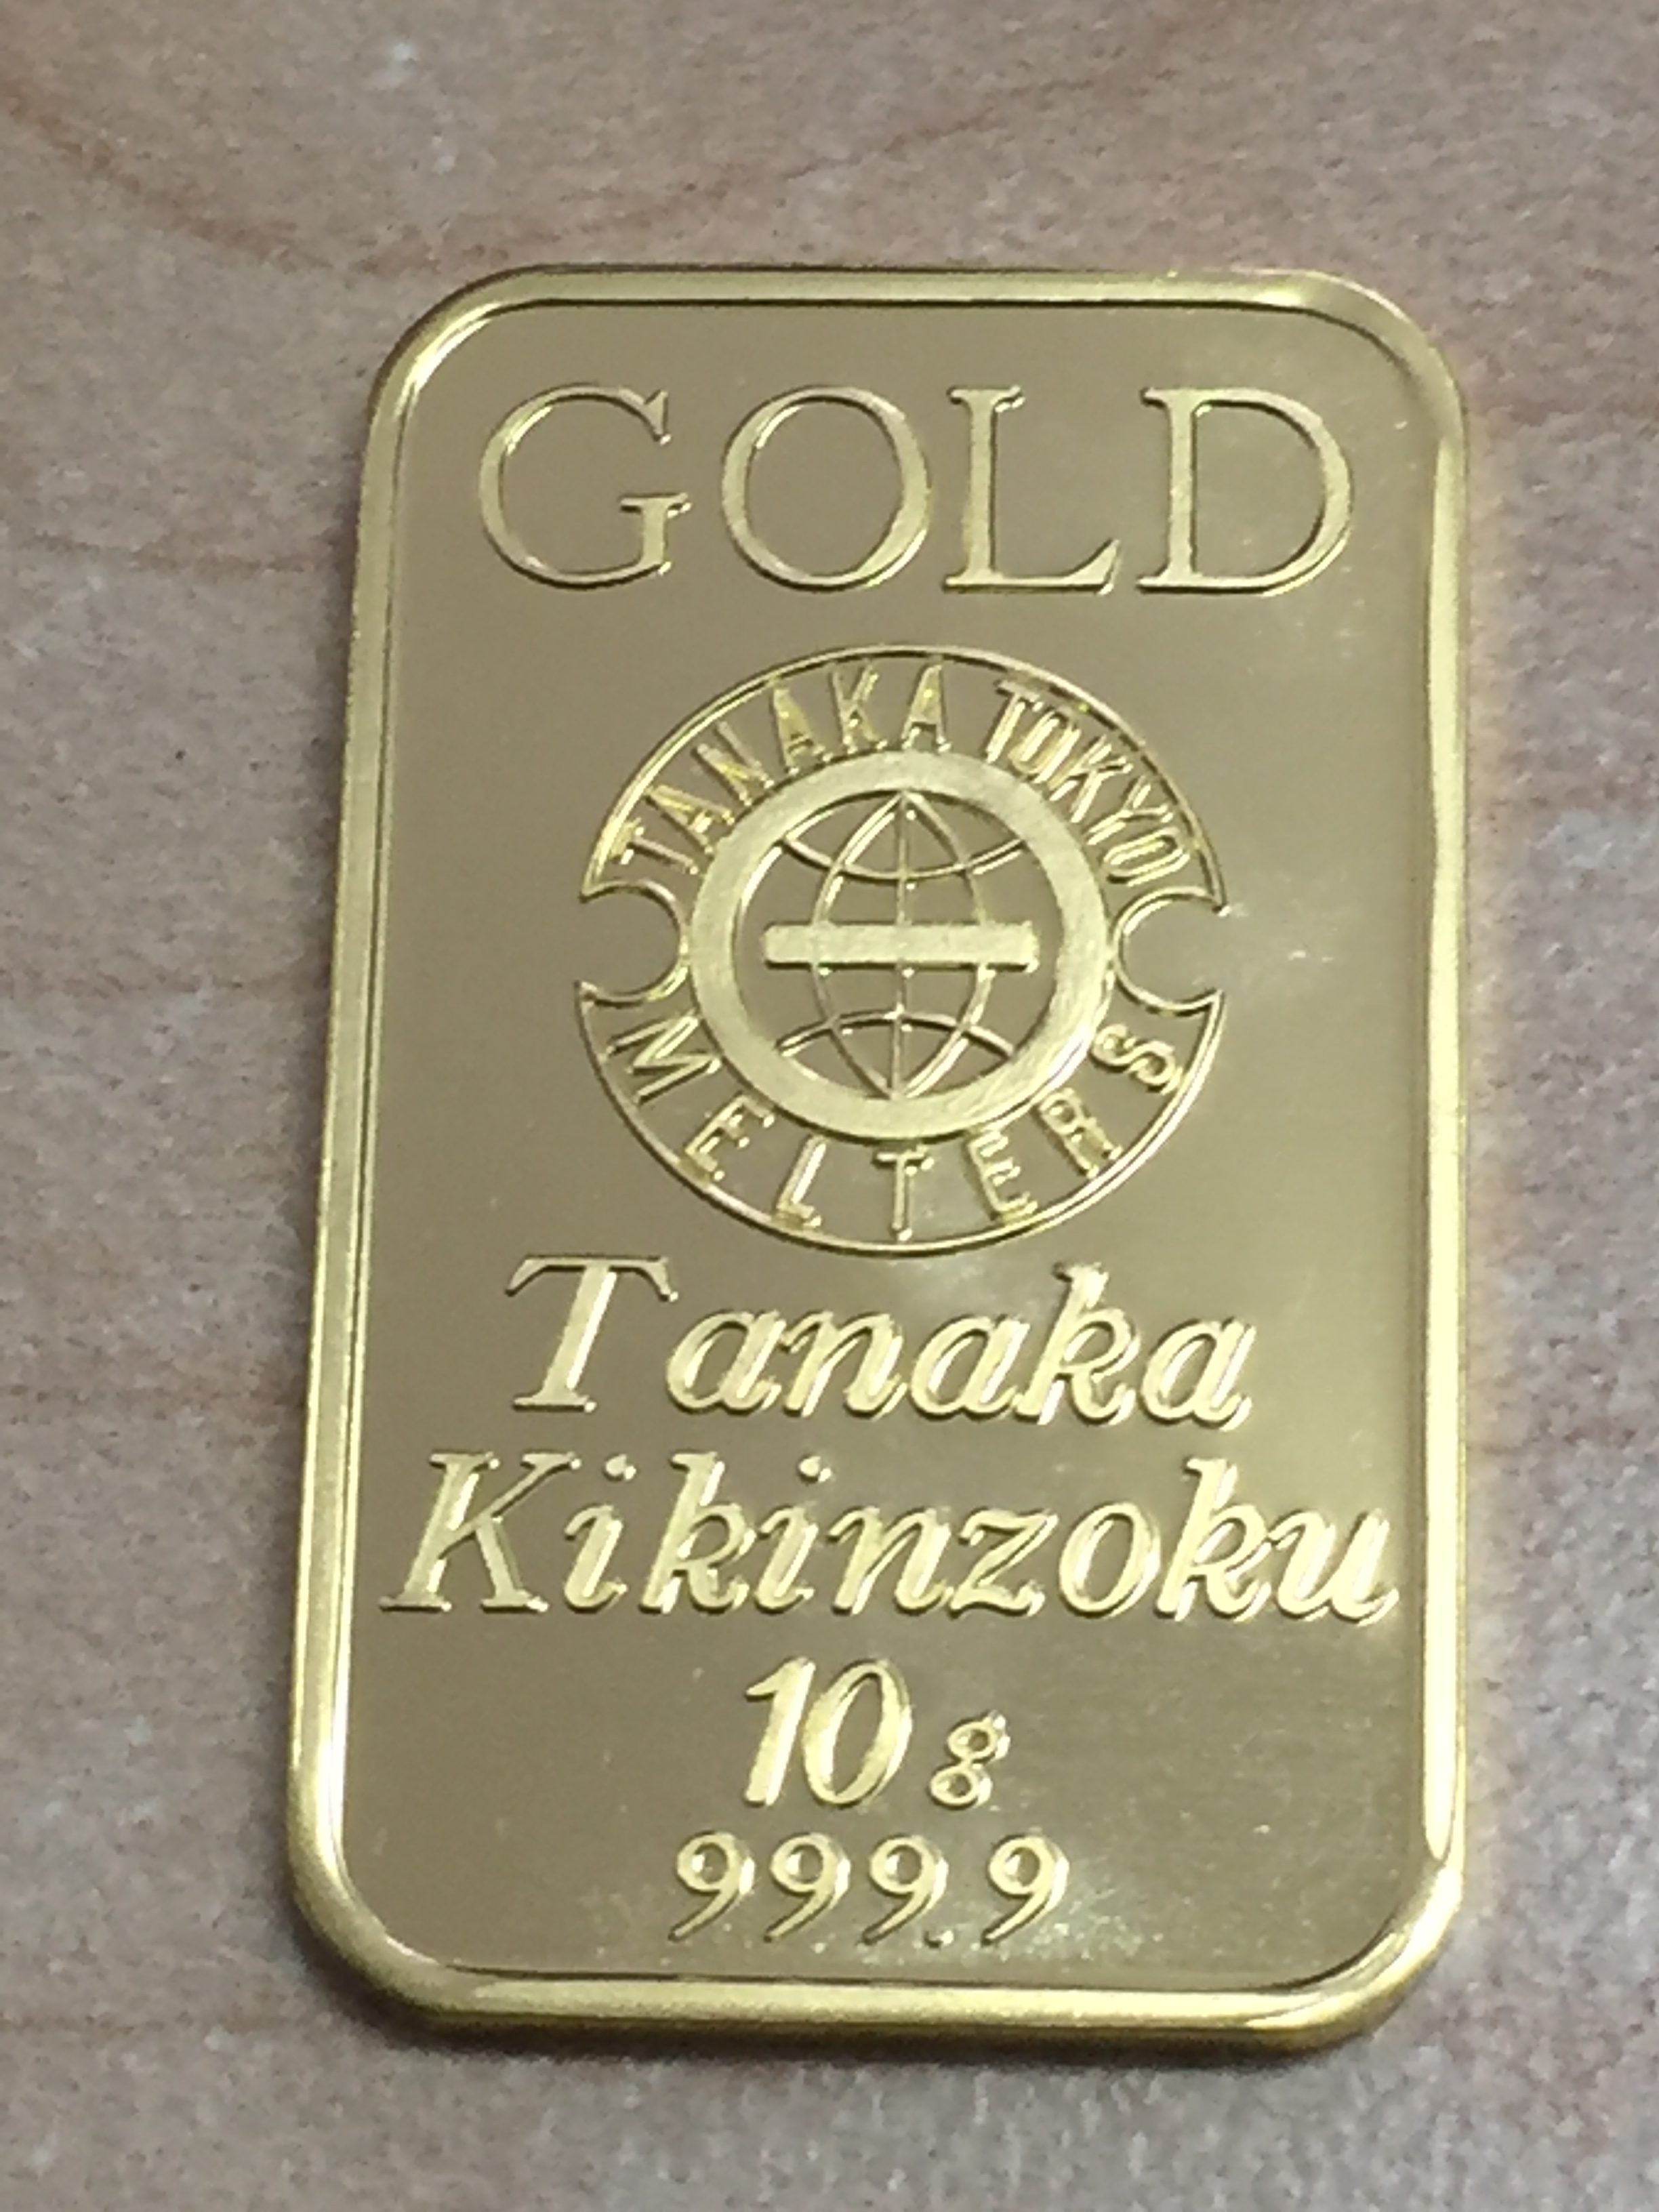 GOLD
TANAKA TOKYO
MELTERS
Tanaka
Kikinzoku
10g
999.9